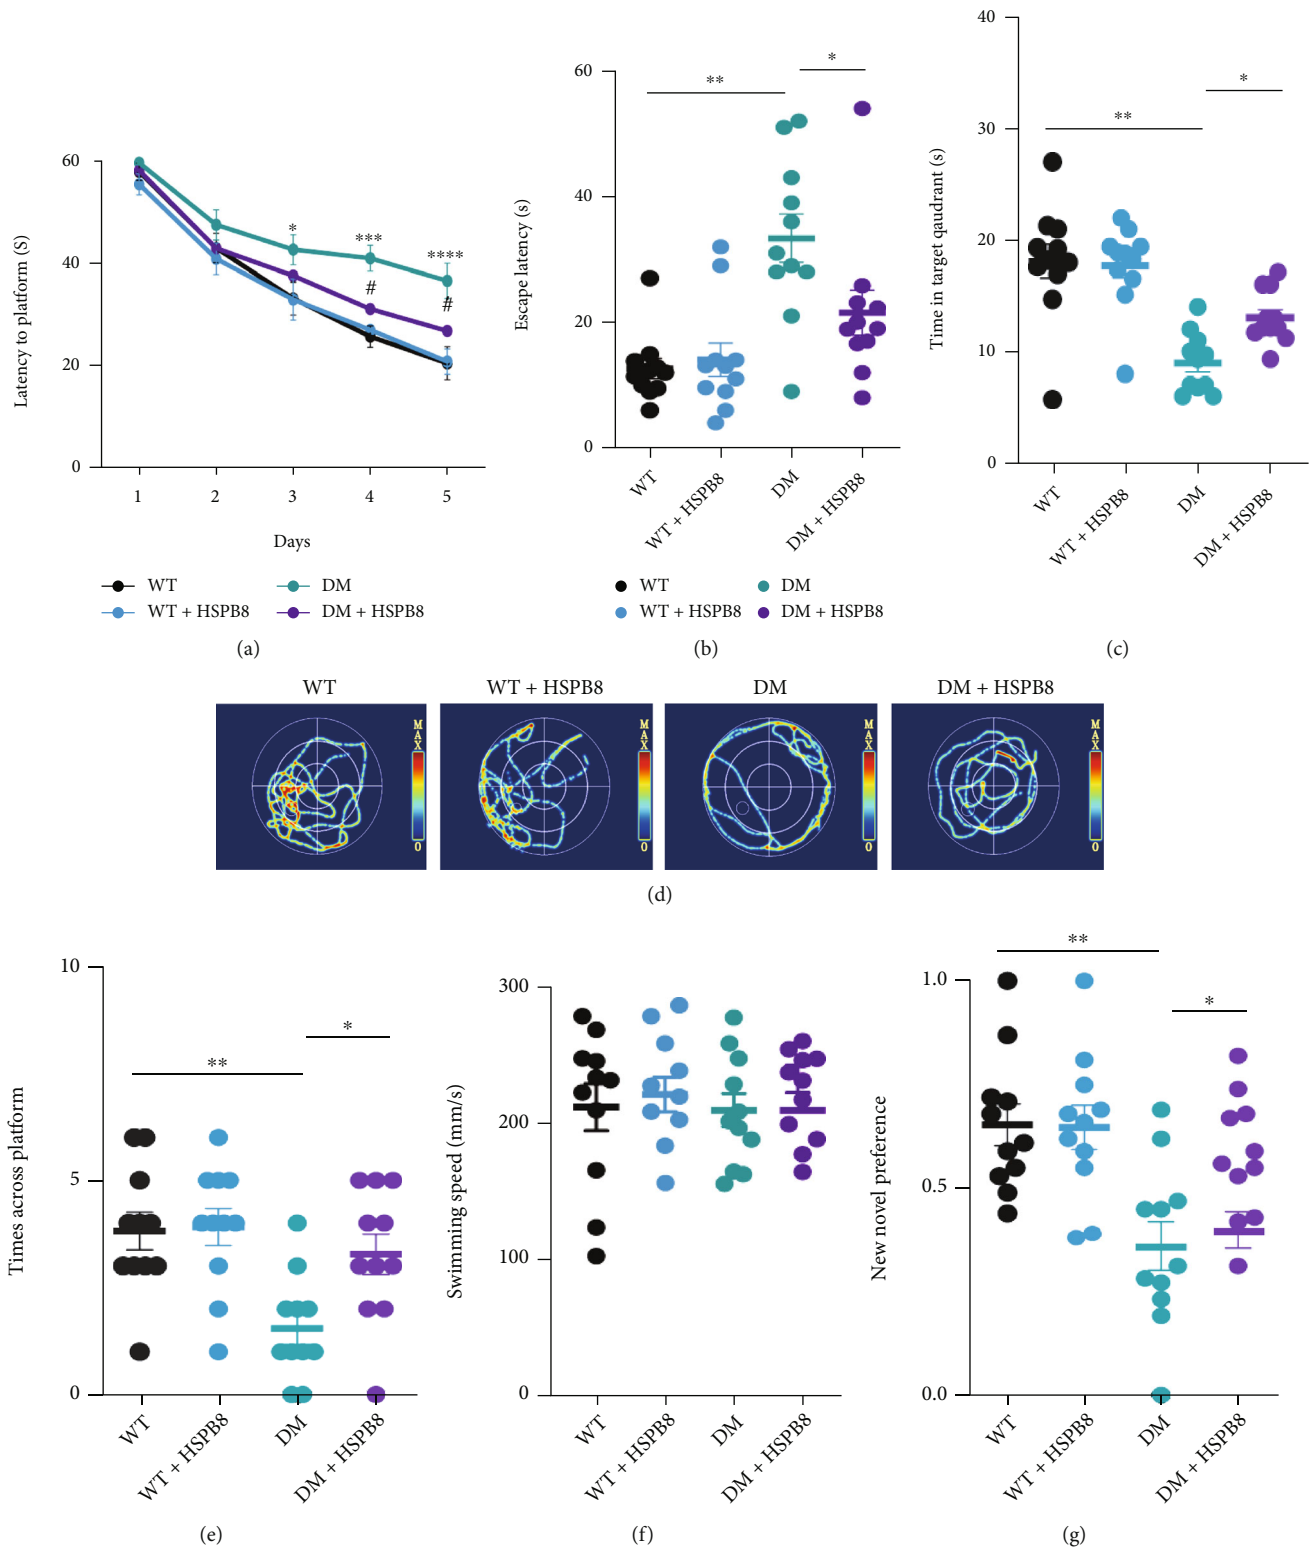 Latency to platform (S)
60
40
20
0
*
***
****
#
#
1 2 3 4 5
Days
WT
DM
WT + HSPB8
DM + HSPB8
(a)
Escape latency (s)
60
40
20
0
**
*
WT
WT + HSPB8
DM
DM + HSPB8
WT
DM
WT + HSPB8
DM + HSPB8
(b)
Time in target qaudrant (s)
40
30
20
10
0
**
*
WT
WT + HSPB8
DM
DM + HSPB8
(c)
WT
WT + HSPB8
DM
DM + HSPB8
MAX
0
MAX
0
MAX
0
MAX
0
(d)
Times across platform
10
5
0
**
*
WT
WT + HSPB8
DM
DM + HSPB8
(e)
Swimming speed (mm/s)
300
200
100
0
WT
WT + HSPB8
DM
DM + HSPB8
(f)
New novel preference
1.0
0.5
0.0
**
*
WT
WT + HSPB8
DM
DM + HSPB8
(g)